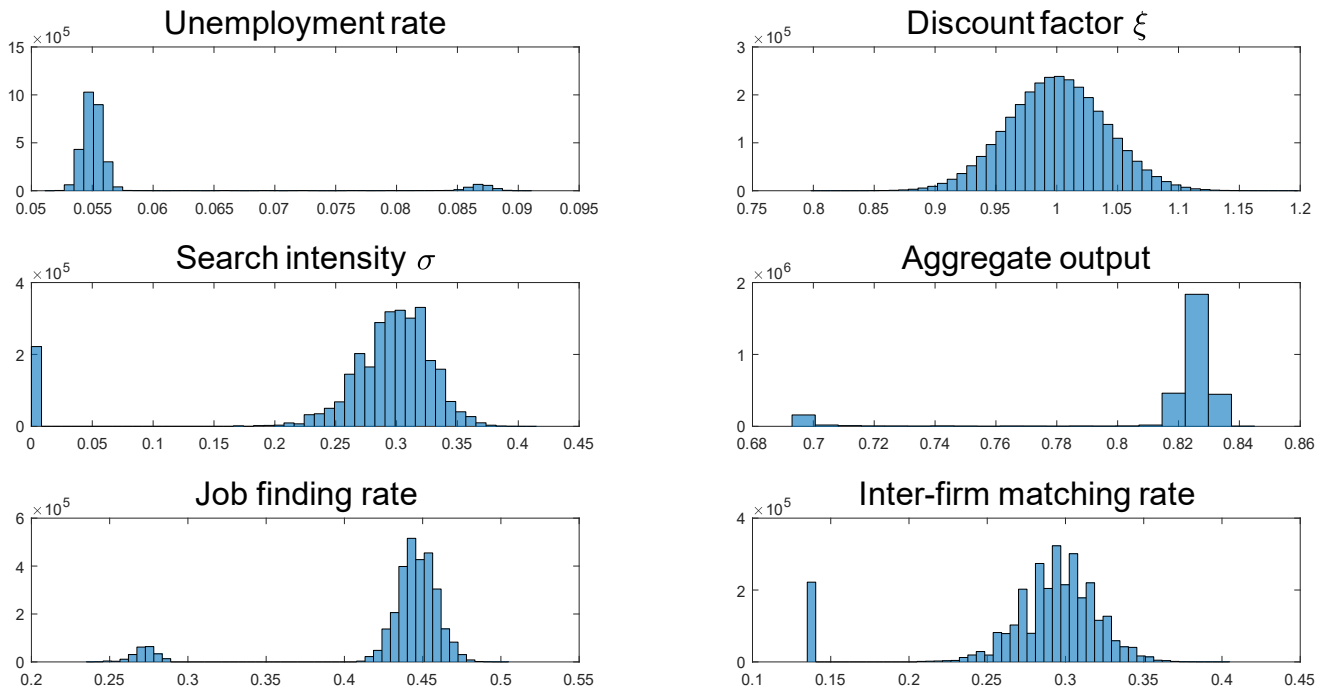 Unemployment rate
× 10^5
15
10
5
0
0.05 0.055 0.06 0.065 0.07 0.075 0.08 0.085 0.09 0.095
Discount factor ξ
× 10^5
3
2
1
0
0.75 0.8 0.85 0.9 0.95 1 1.05 1.1 1.15 1.2
Search intensity σ
× 10^5
4
2
0
0 0.05 0.1 0.15 0.2 0.25 0.3 0.35 0.4 0.45
Aggregate output
× 10^6
2
1
0
0.68 0.7 0.72 0.74 0.76 0.78 0.8 0.82 0.84 0.86
Job finding rate
× 10^5
6
4
2
0
0.2 0.25 0.3 0.35 0.4 0.45 0.5 0.55
Inter-firm matching rate
× 10^5
4
2
0
0.1 0.15 0.2 0.25 0.3 0.35 0.4 0.45